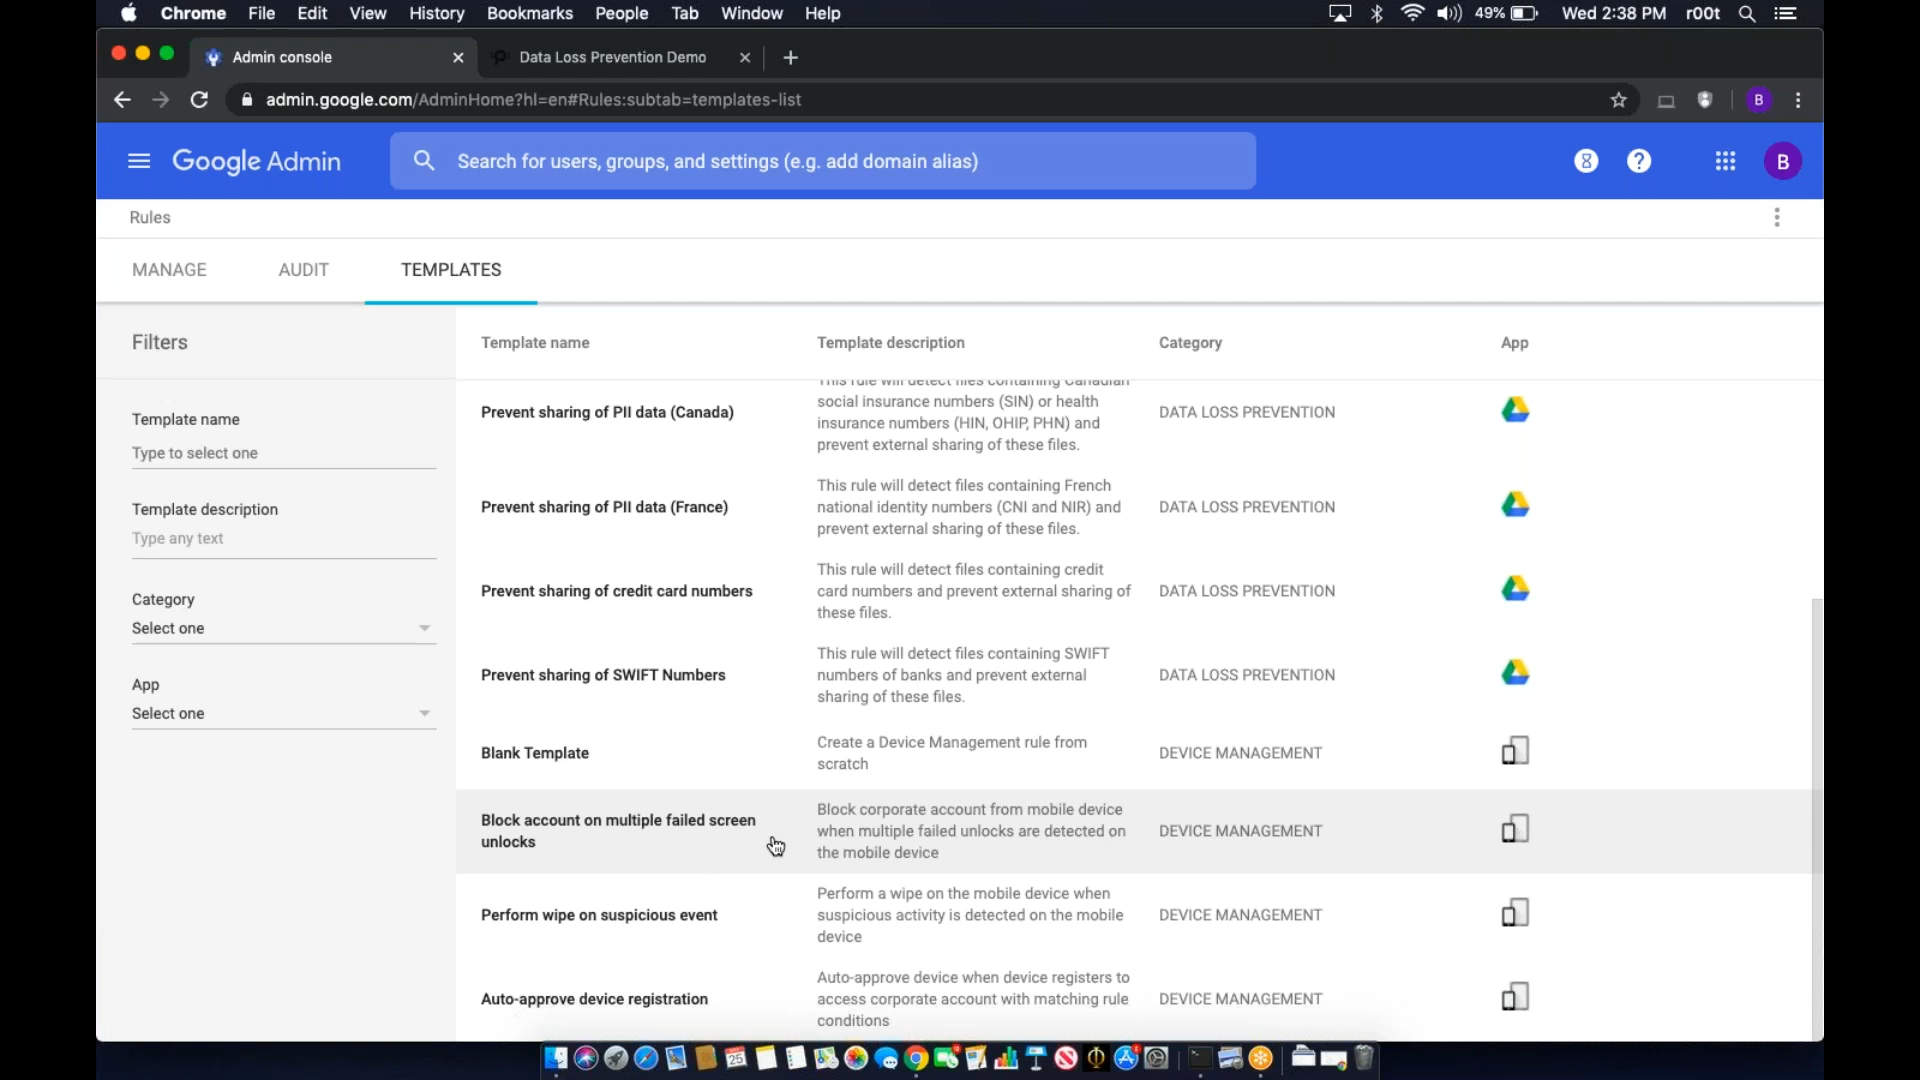 Chrome File Edit View History Bookmarks People Tab Window Help 49% Wed 2:38 PM r00t
Admin console Data Loss Prevention Demo
admin.google.com/AdminHome?hl=en#Rules:subtab=templates-list B
Google Admin Search for users, groups, and settings (e.g. add domain alias) 8 ? B
Rules
MANAGE AUDIT TEMPLATES
Filters
Template name
Type to select one
Template description
Type any text
Category
Select one
App
Select one
Template name Template description Category App
This rule will detect files containing Canadian
Prevent sharing of PII data (Canada) social insurance numbers (SIN) or health DATA LOSS PREVENTION
insurance numbers (HIN, OHIP, PHN) and
prevent external sharing of these files.
This rule will detect files containing French
Prevent sharing of PII data (France) national identity numbers (CNI and NIR) and DATA LOSS PREVENTION
prevent external sharing of these files.
This rule will detect files containing credit
Prevent sharing of credit card numbers card numbers and prevent external sharing of DATA LOSS PREVENTION
these files.
This rule will detect files containing SWIFT
Prevent sharing of SWIFT Numbers numbers of banks and prevent external DATA LOSS PREVENTION
sharing of these files.
Blank Template Create a Device Management rule from DEVICE MANAGEMENT
scratch
Block account on multiple failed screen Block corporate account from mobile device
unlocks when multiple failed unlocks are detected on DEVICE MANAGEMENT
the mobile device
Perform a wipe on the mobile device when
Perform wipe on suspicious event suspicious activity is detected on the mobile DEVICE MANAGEMENT
device
Auto-approve device when device registers to
Auto-approve device registration access corporate account with matching rule DEVICE MANAGEMENT
conditions
25